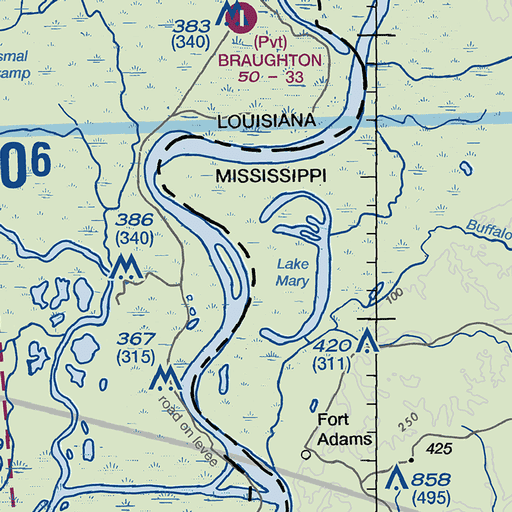 383
(340)
(Pvt)
BRAUGHTON
50 – 33
smal
amp
LOUISIANA
06
MISSISSIPPI
386
(340)
Buffalo
Lake
Mary
100
367
(315)
420
(311)
road on levee
Fort
Adams
250
425
858
(495)